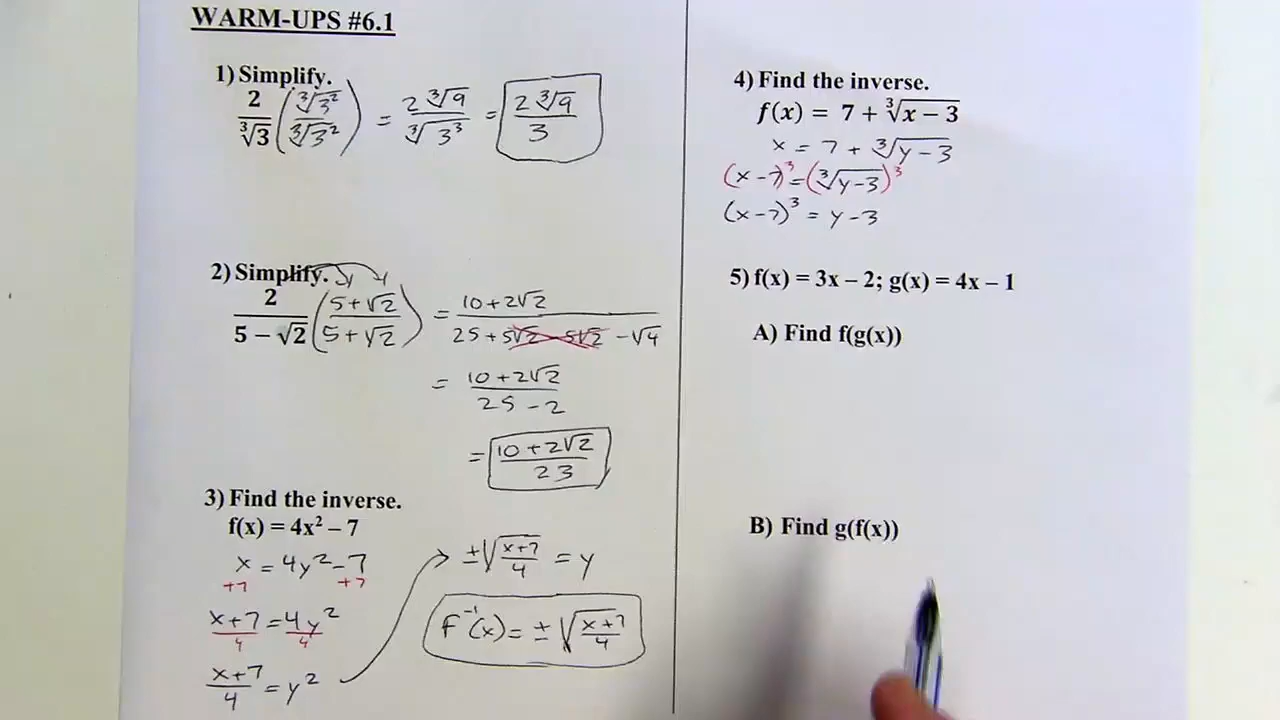 WARM-UPS #6.1
1) Simplify.
2/∛3 (∛3²/∛3²) = 2∛9/∛3³ = 2∛9/3
2) Simplify.
2/(5 − √2) (5+√2/5+√2) = 10+2√2/25+5√2−5√2−√4
= 10+2√2/25−2
= 10+2√2/23
3) Find the inverse.
f(x) = 4x² – 7
x = 4y²−7
+7 +7
x+7 = 4y²
4 4
x+7/4 = y²
±√(x+7/4) = y
f⁻¹(x) = ±√(x+7/4)
4) Find the inverse.
f(x) = 7 + ∛(x − 3)
x = 7 + ∛(y−3)
(x−7)³ = (∛(y−3))³
(x−7)³ = y−3
5) f(x) = 3x – 2; g(x) = 4x – 1
A) Find f(g(x))
B) Find g(f(x))